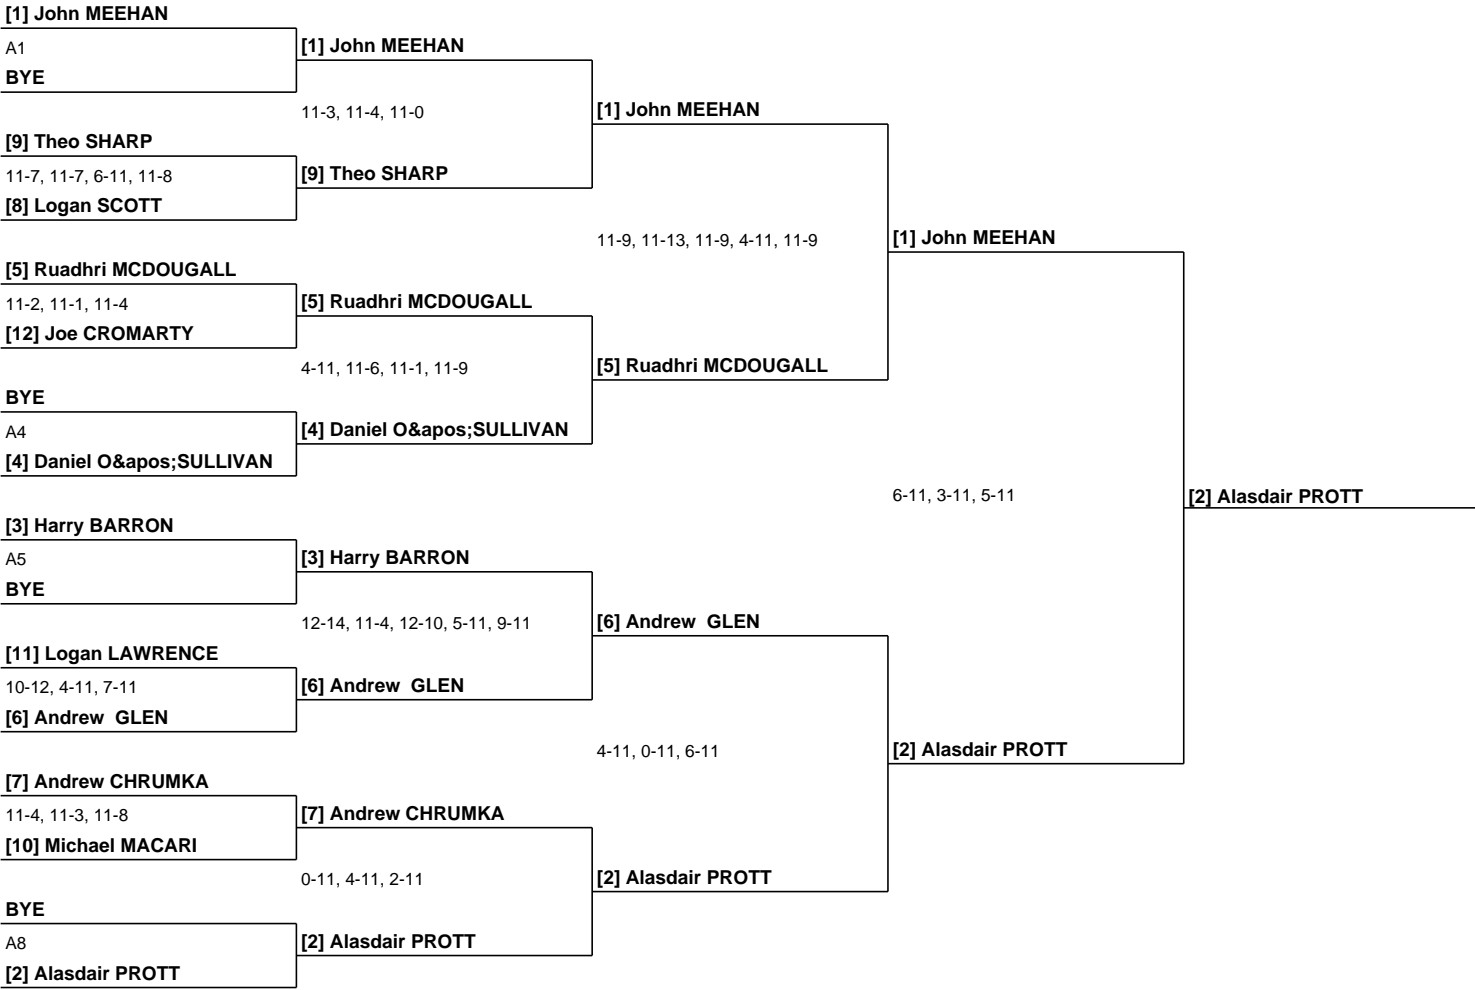 [1] John MEEHAN
A1
BYE
[9] Theo SHARP
11-7, 11-7, 6-11, 11-8
[8] Logan SCOTT
[5] Ruadhri MCDOUGALL
11-2, 11-1, 11-4
[12] Joe CROMARTY
BYE
A4
[4] Daniel O&apos;SULLIVAN
[3] Harry BARRON
A5
BYE
[11] Logan LAWRENCE
10-12, 4-11, 7-11
[6] Andrew  GLEN
[7] Andrew CHRUMKA
11-4, 11-3, 11-8
[10] Michael MACARI
BYE
A8
[2] Alasdair PROTT
[1] John MEEHAN
11-3, 11-4, 11-0
[9] Theo SHARP
[5] Ruadhri MCDOUGALL
4-11, 11-6, 11-1, 11-9
[4] Daniel O&apos;SULLIVAN
[3] Harry BARRON
12-14, 11-4, 12-10, 5-11, 9-11
[6] Andrew  GLEN
[7] Andrew CHRUMKA
0-11, 4-11, 2-11
[2] Alasdair PROTT
[1] John MEEHAN
11-9, 11-13, 11-9, 4-11, 11-9
[5] Ruadhri MCDOUGALL
[6] Andrew  GLEN
4-11, 0-11, 6-11
[2] Alasdair PROTT
[1] John MEEHAN
6-11, 3-11, 5-11
[2] Alasdair PROTT
[2] Alasdair PROTT